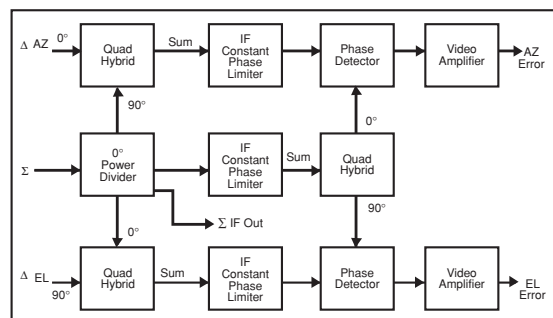 Δ AZ 0°
Quad
Hybrid
Sum
IF
Constant
Phase
Limiter
Phase
Detector
Video
Amplifier
AZ
Error
90°
0°
Σ
0°
Power
Divider
IF
Constant
Phase
Limiter
Sum
Quad
Hybrid
Σ IF Out
0°
90°
Δ EL
90°
Quad
Hybrid
Sum
IF
Constant
Phase
Limiter
Phase
Detector
Video
Amplifier
EL
Error